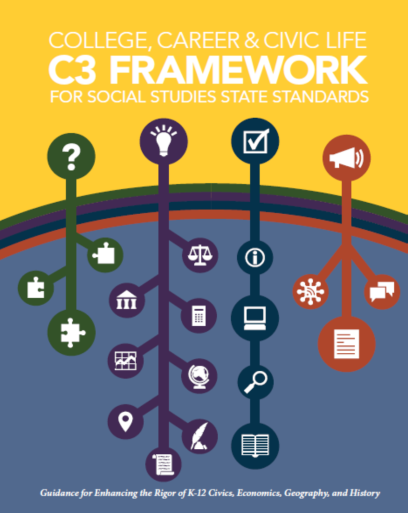 COLLEGE, CAREER & CIVIC LIFE
C3 FRAMEWORK
FOR SOCIAL STUDIES STATE STANDARDS
?
i
Guidance for Enhancing the Rigor of K-12 Civics, Economics, Geography, and History